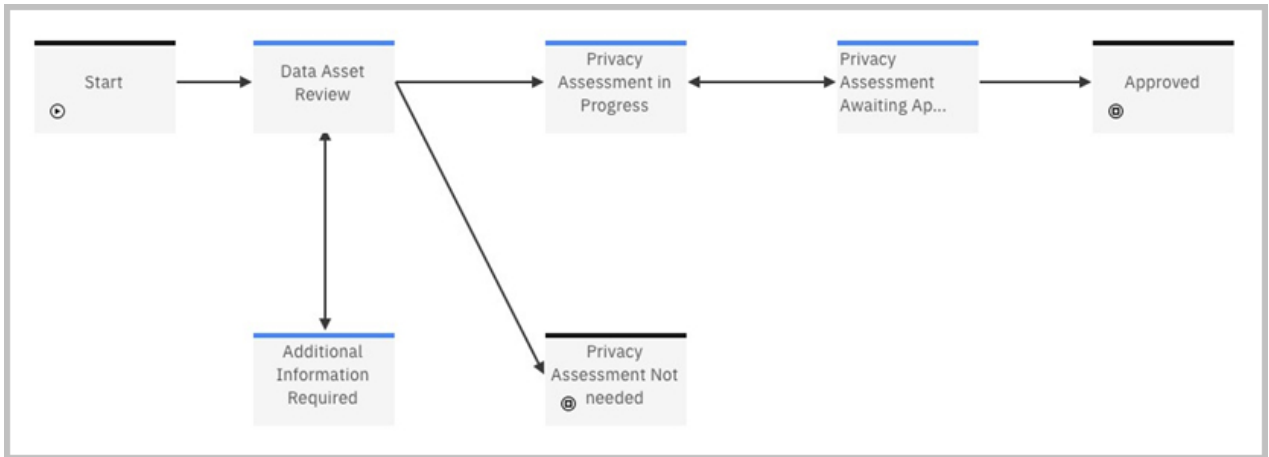 Start
Data Asset
Review
Privacy
Assessment in
Progress
Privacy
Assessment
Awaiting Ap...
Approved
Additional
Information
Required
Privacy
Assessment Not
needed